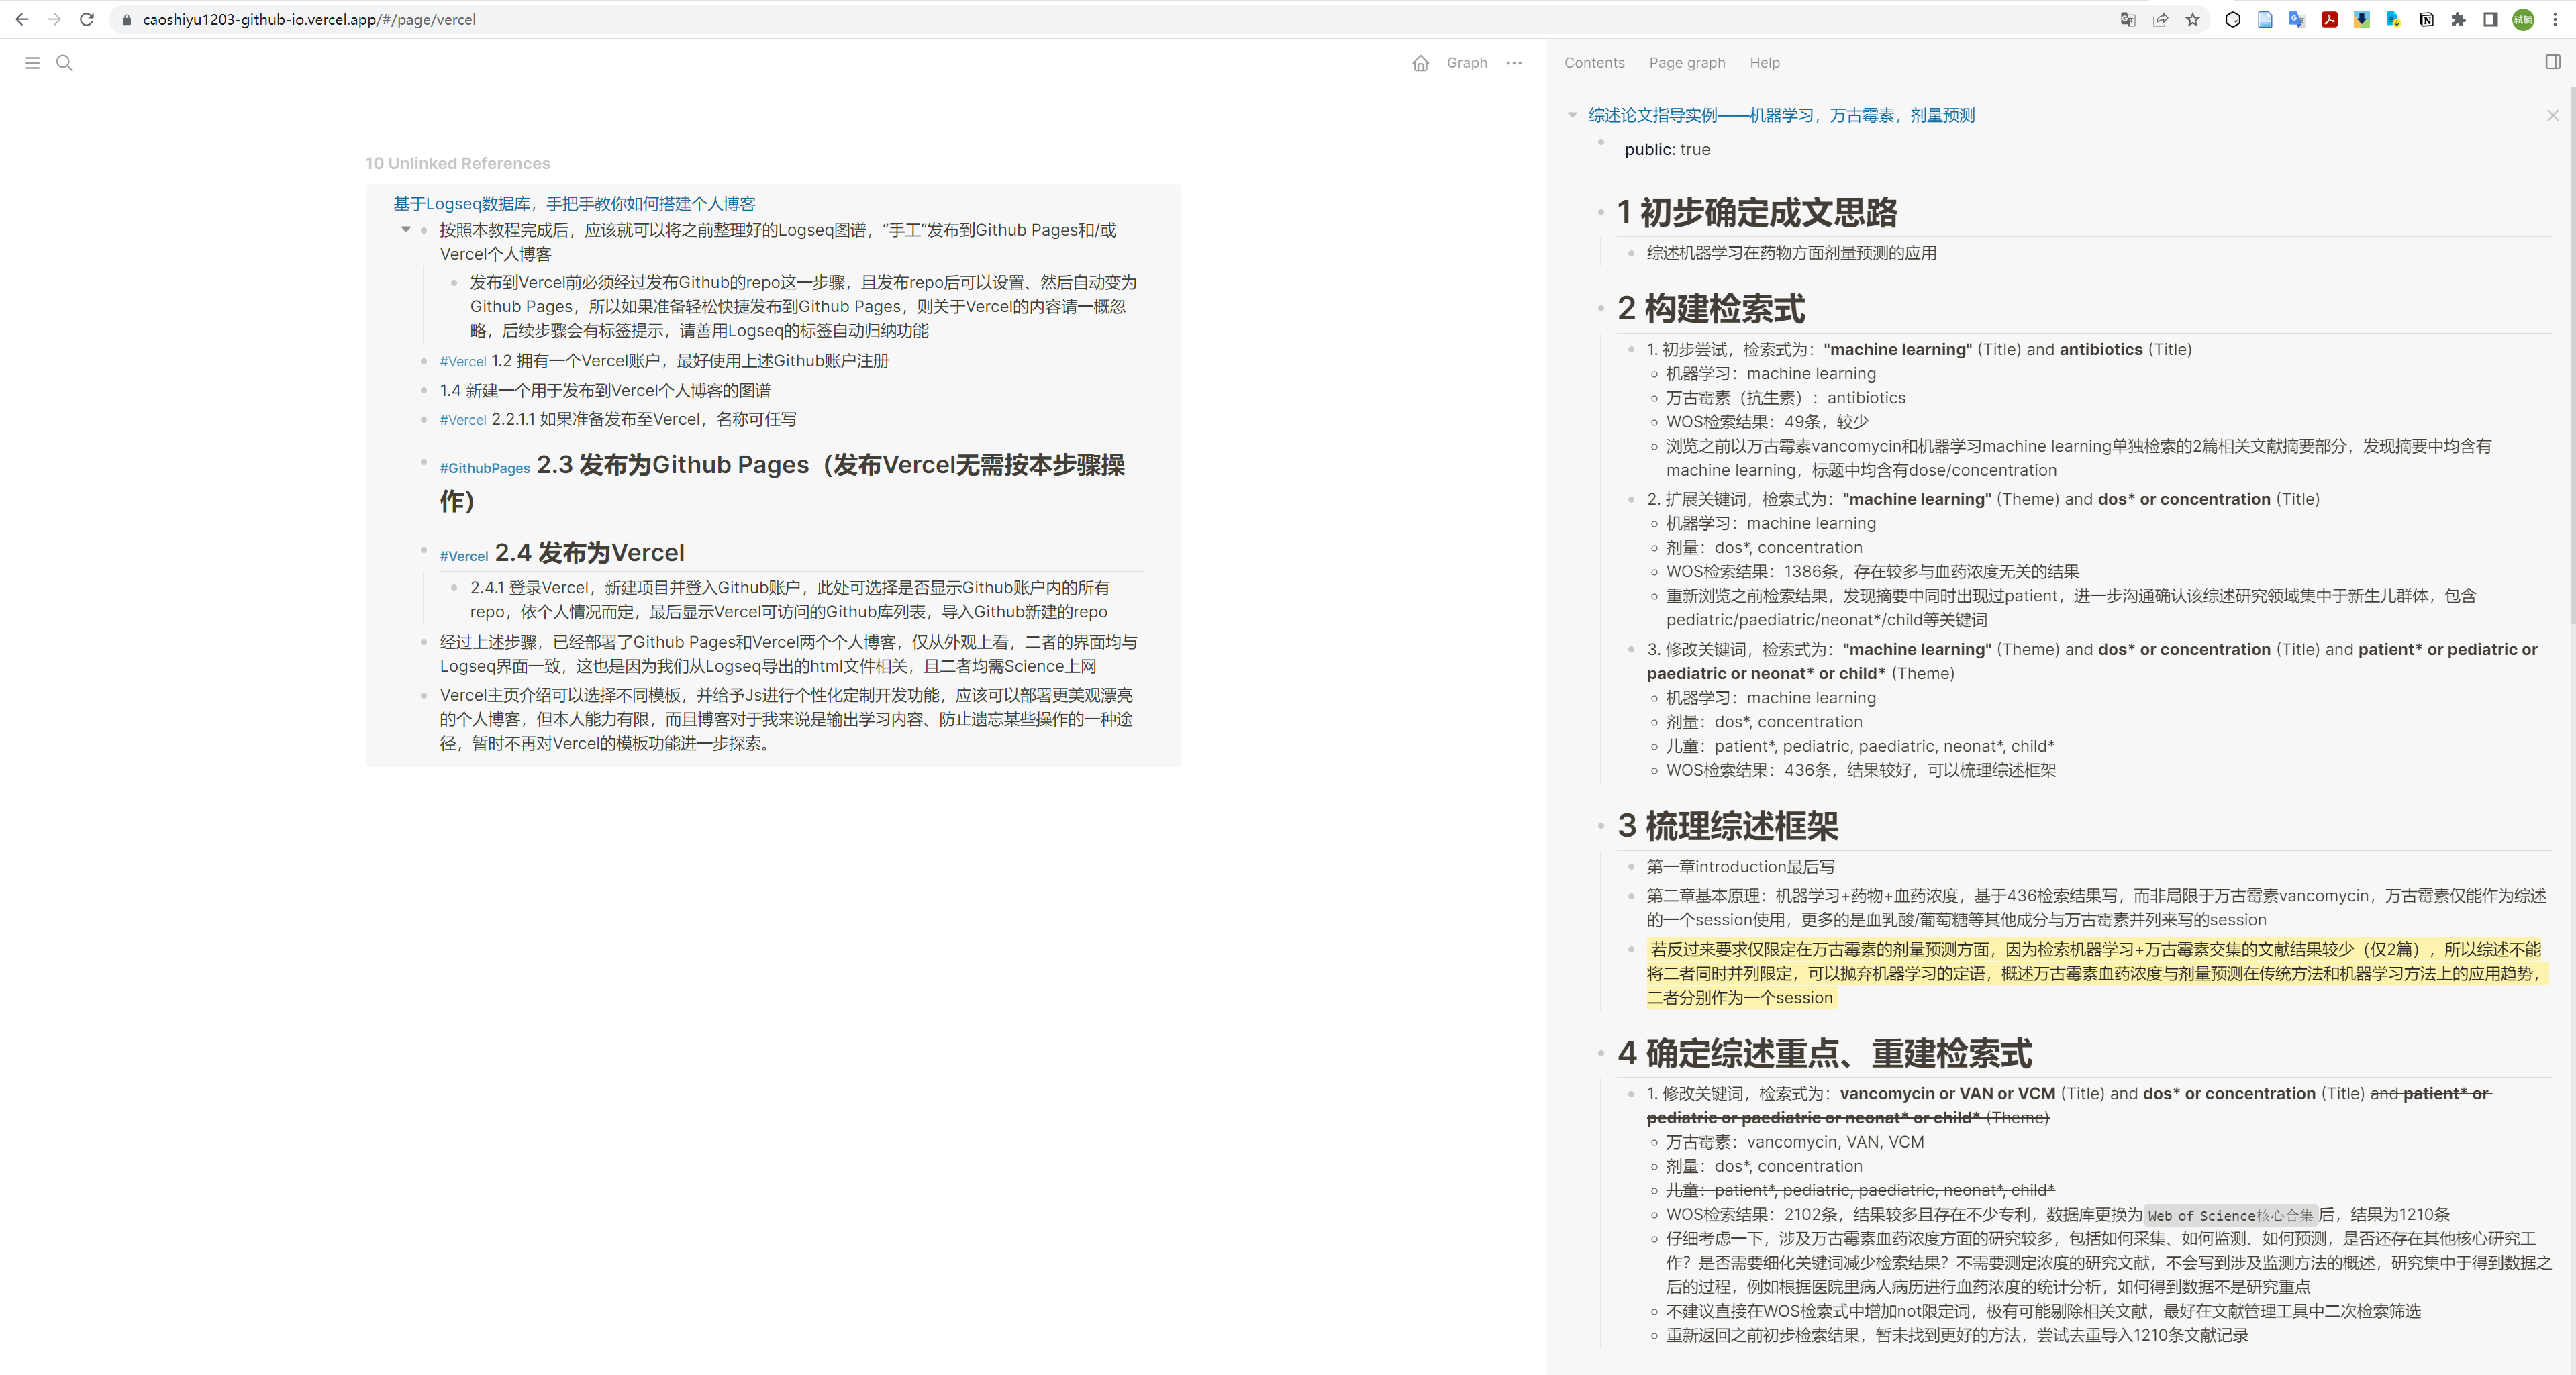 caoshiyu1203-github-io.vercel.app/#/page/vercel
轼毓
Graph
Contents Page graph Help
10 Unlinked References
基于Logseq数据库，手把手教你如何搭建个人博客
按照本教程完成后，应该就可以将之前整理好的Logseq图谱，“手工”发布到Github Pages和/或
Vercel个人博客
发布到Vercel前必须经过发布Github的repo这一步骤，且发布repo后可以设置、然后自动变为
Github Pages，所以如果准备轻松快捷发布到Github Pages，则关于Vercel的内容请一概忽
略，后续步骤会有标签提示，请善用Logseq的标签自动归纳功能
#Vercel 1.2 拥有一个Vercel账户，最好使用上述Github账户注册
1.4 新建一个用于发布到Vercel个人博客的图谱
#Vercel 2.2.1.1 如果准备发布至Vercel，名称可任写
#GithubPages 2.3 发布为Github Pages（发布Vercel无需按本步骤操
作）
#Vercel 2.4 发布为Vercel
2.4.1 登录Vercel，新建项目并登入Github账户，此处可选择是否显示Github账户内的所有
repo，依个人情况而定，最后显示Vercel可访问的Github库列表，导入Github新建的repo
经过上述步骤，已经部署了Github Pages和Vercel两个个人博客，仅从外观上看，二者的界面均与
Logseq界面一致，这也是因为我们从Logseq导出的html文件相关，且二者均需Science上网
Vercel主页介绍可以选择不同模板，并给予Js进行个性化定制开发功能，应该可以部署更美观漂亮
的个人博客，但本人能力有限，而且博客对于我来说是输出学习内容、防止遗忘某些操作的一种途
径，暂时不再对Vercel的模板功能进一步探索。
综述论文指导实例——机器学习，万古霉素，剂量预测
public: true
1 初步确定成文思路
综述机器学习在药物方面剂量预测的应用
2 构建检索式
1. 初步尝试，检索式为："machine learning" (Title) and antibiotics (Title)
机器学习：machine learning
万古霉素（抗生素）：antibiotics
WOS检索结果：49条，较少
浏览之前以万古霉素vancomycin和机器学习machine learning单独检索的2篇相关文献摘要部分，发现摘要中均含有
machine learning，标题中均含有dose/concentration
2. 扩展关键词，检索式为："machine learning" (Theme) and dos* or concentration (Title)
机器学习：machine learning
剂量：dos*, concentration
WOS检索结果：1386条，存在较多与血药浓度无关的结果
重新浏览之前检索结果，发现摘要中同时出现过patient，进一步沟通确认该综述研究领域集中于新生儿群体，包含
pediatric/paediatric/neonat*/child等关键词
3. 修改关键词，检索式为："machine learning" (Theme) and dos* or concentration (Title) and patient* or pediatric or
paediatric or neonat* or child* (Theme)
机器学习：machine learning
剂量：dos*, concentration
儿童：patient*, pediatric, paediatric, neonat*, child*
WOS检索结果：436条，结果较好，可以梳理综述框架
3 梳理综述框架
第一章introduction最后写
第二章基本原理：机器学习+药物+血药浓度，基于436检索结果写，而非局限于万古霉素vancomycin，万古霉素仅能作为综述
的一个session使用，更多的是血乳酸/葡萄糖等其他成分与万古霉素并列来写的session
若反过来要求仅限定在万古霉素的剂量预测方面，因为检索机器学习+万古霉素交集的文献结果较少（仅2篇），所以综述不能
将二者同时并列限定，可以抛弃机器学习的定语，概述万古霉素血药浓度与剂量预测在传统方法和机器学习方法上的应用趋势，
二者分别作为一个session
4 确定综述重点、重建检索式
1. 修改关键词，检索式为：vancomycin or VAN or VCM (Title) and dos* or concentration (Title) and patient* or
pediatric or paediatric or neonat* or child* (Theme)
万古霉素：vancomycin, VAN, VCM
剂量：dos*, concentration
儿童：patient*, pediatric, paediatric, neonat*, child*
WOS检索结果：2102条，结果较多且存在不少专利，数据库更换为 Web of Science核心合集 后，结果为1210条
仔细考虑一下，涉及万古霉素血药浓度方面的研究较多，包括如何采集、如何监测、如何预测，是否还存在其他核心研究工
作？是否需要细化关键词减少检索结果？不需要测定浓度的研究文献，不会写到涉及监测方法的概述，研究集中于得到数据之
后的过程，例如根据医院里病人病历进行血药浓度的统计分析，如何得到数据不是研究重点
不建议直接在WOS检索式中增加not限定词，极有可能剔除相关文献，最好在文献管理工具中二次检索筛选
重新返回之前初步检索结果，暂未找到更好的方法，尝试去重导入1210条文献记录